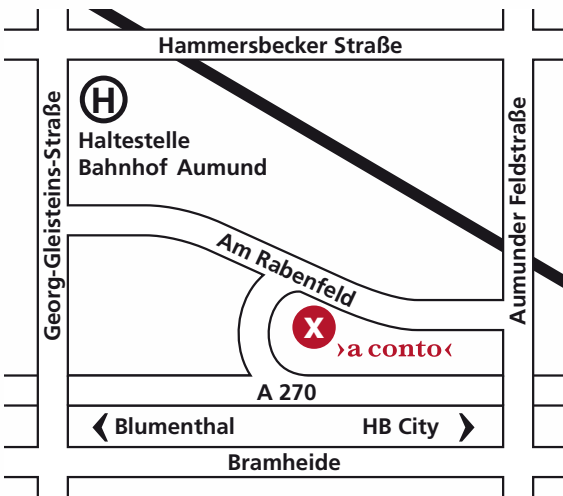 Hammersbecker Straße
H
Haltestelle
Bahnhof Aumund
Georg-Gleisteins-Straße
Aumunder Feldstraße
Am Rabenfeld
X
›a conto‹
A 270
Blumenthal
HB City
Bramheide